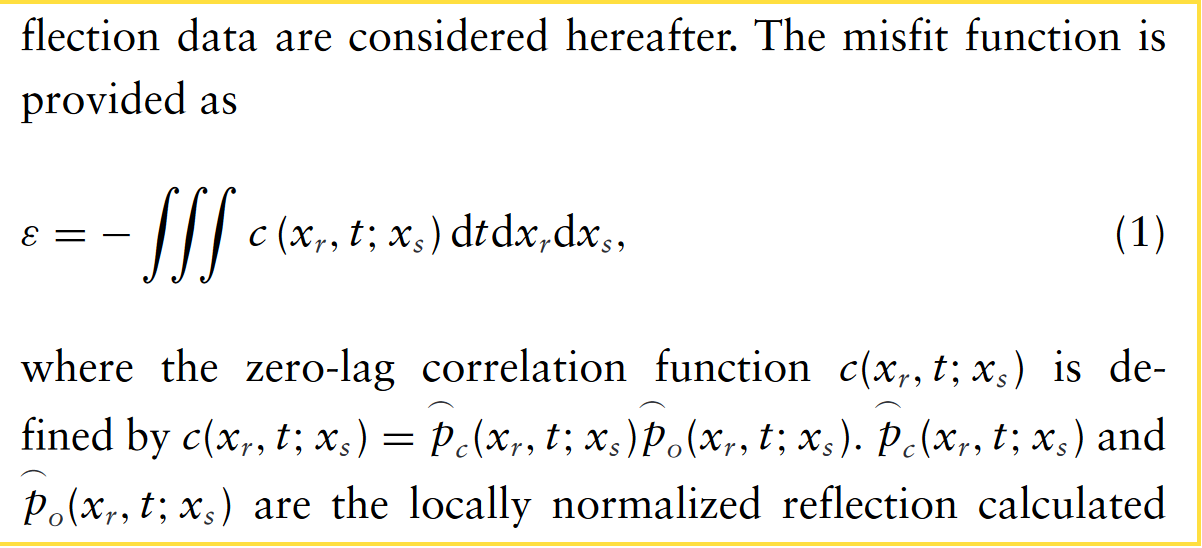 flection data are considered hereafter. The misfit function is
provided as
ε = − ∭ c (x_r, t; x_s) dtdx_rdx_s, (1)
where the zero-lag correlation function c(x_r, t; x_s) is de-
fined by c(x_r, t; x_s) = p̑_c(x_r, t; x_s)p̑_o(x_r, t; x_s). p̑_c(x_r, t; x_s) and
p̑_o(x_r, t; x_s) are the locally normalized reflection calculated